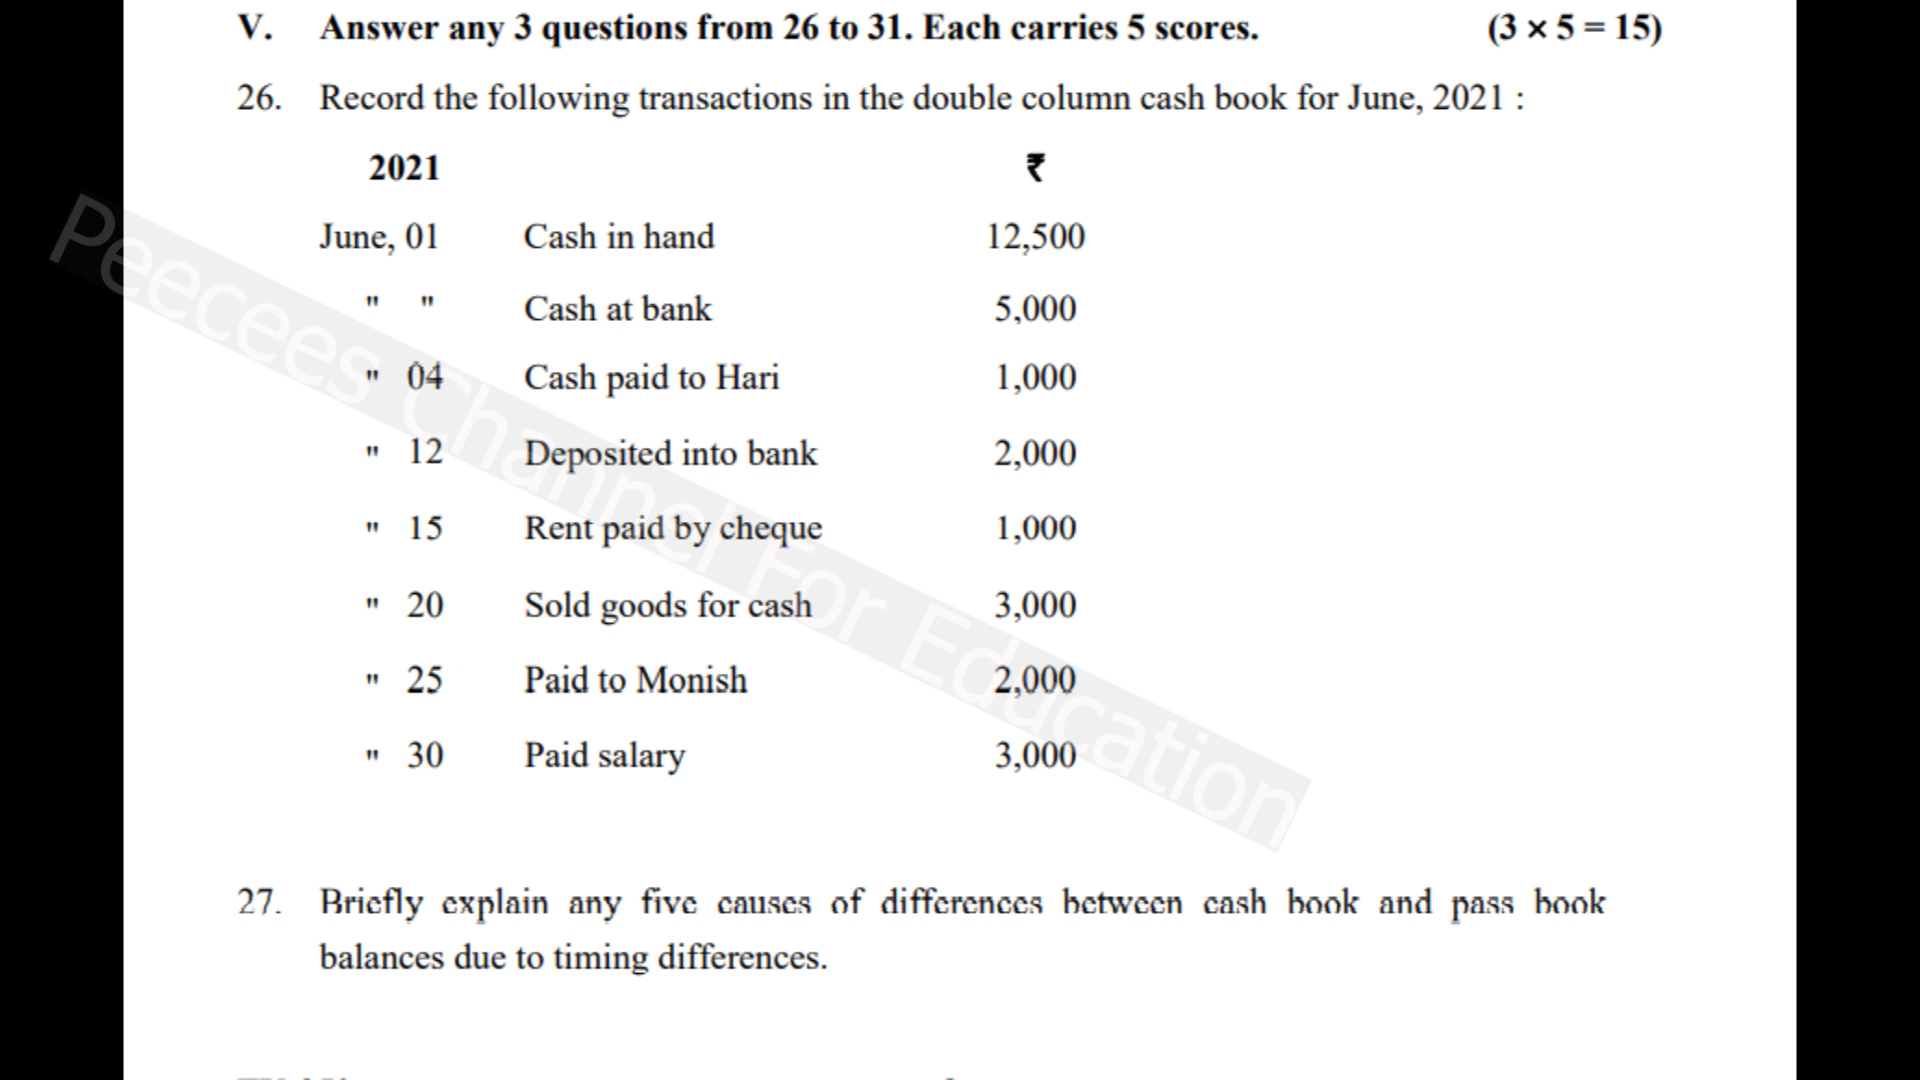 V. Answer any 3 questions from 26 to 31. Each carries 5 scores. (3 × 5 = 15)
26. Record the following transactions in the double column cash book for June, 2021 :
2021 ₹
June, 01 Cash in hand 12,500
" " Cash at bank 5,000
" 04 Cash paid to Hari 1,000
" 12 Deposited into bank 2,000
" 15 Rent paid by cheque 1,000
" 20 Sold goods for cash 3,000
" 25 Paid to Monish 2,000
" 30 Paid salary 3,000
Peecees Channel For Education
27. Briefly explain any five causes of differences between cash book and pass book
balances due to timing differences.